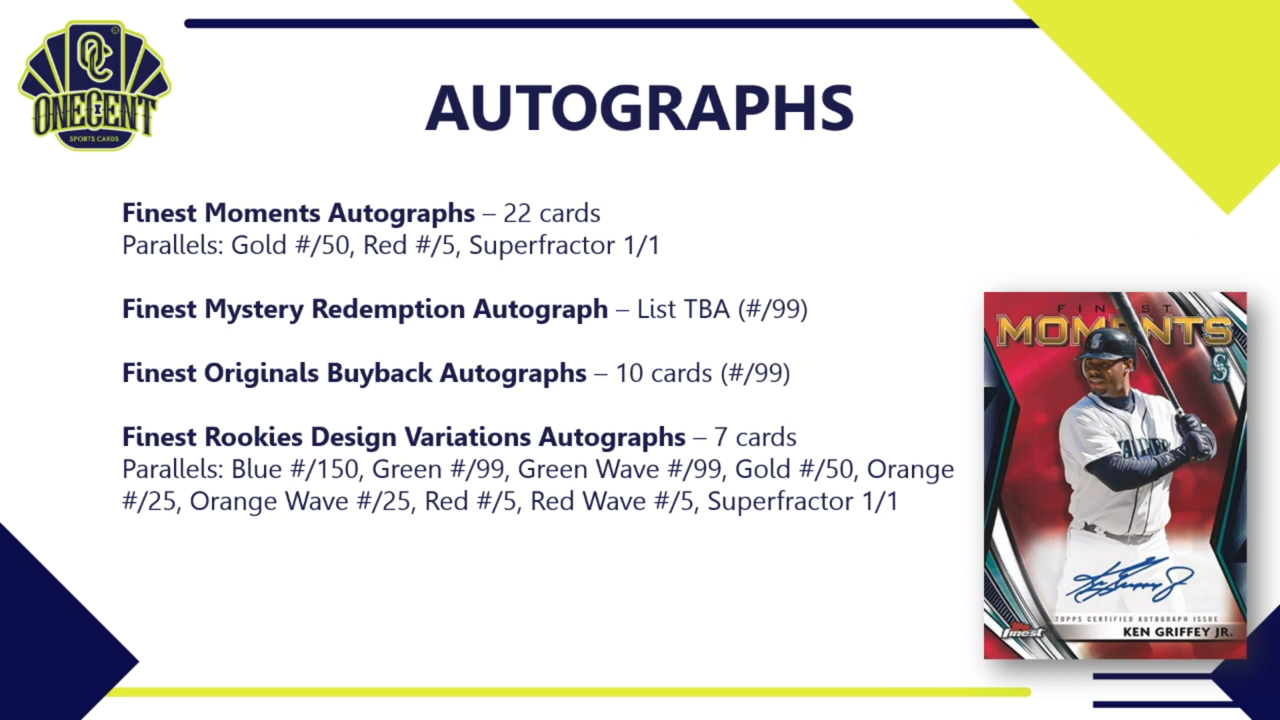 OC
ONECENT
SPORTS CARDS
AUTOGRAPHS
Finest Moments Autographs – 22 cards
Parallels: Gold #/50, Red #/5, Superfractor 1/1
Finest Mystery Redemption Autograph – List TBA (#/99)
Finest Originals Buyback Autographs – 10 cards (#/99)
Finest Rookies Design Variations Autographs – 7 cards
Parallels: Blue #/150, Green #/99, Green Wave #/99, Gold #/50, Orange
#/25, Orange Wave #/25, Red #/5, Red Wave #/5, Superfractor 1/1
FINEST
MOMENTS
S
TOPPS CERTIFIED AUTOGRAPH ISSUE
Topps
finest
KEN GRIFFEY JR.